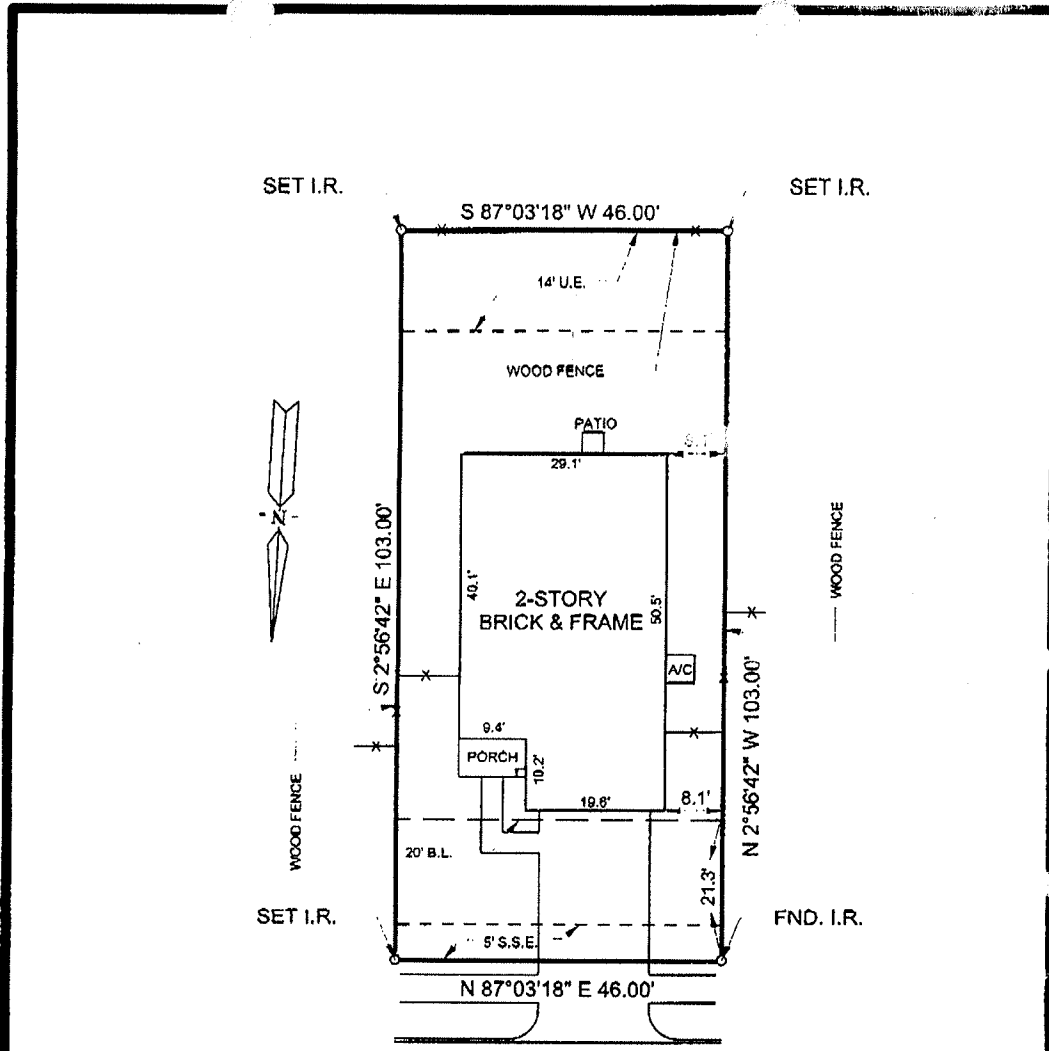 SET I.R.
SET I.R.
S 87°03'18" W 46.00'
14' U.E.
WOOD FENCE
PATIO
29.1'
N
S 2°56'42" E 103.00'
40.1'
2-STORY
BRICK & FRAME
50.5'
WOOD FENCE
A/C
9.4'
PORCH
10.2'
19.6'
8.1'
N 2°56'42" W 103.00'
WOOD FENCE
20' B.L.
21.3'
SET I.R.
FND. I.R.
5' S.S.E.
N 87°03'18" E 46.00'